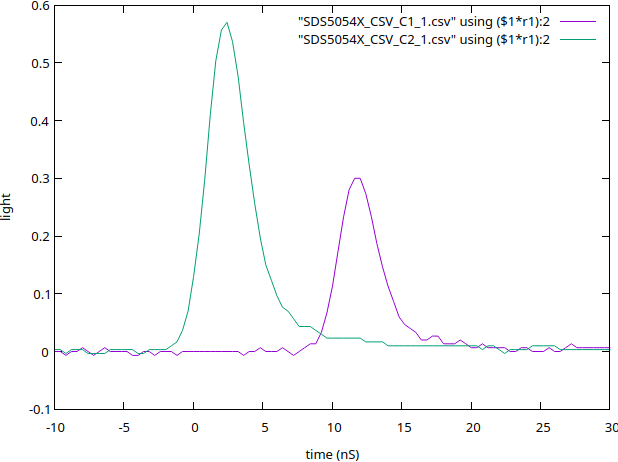 0.6
"SDS5054X_CSV_C1_1.csv" using ($1*r1):2
"SDS5054X_CSV_C2_1.csv" using ($1*r1):2
0.5
0.4
0.3
light
0.2
0.1
0
-0.1
-10 -5 0 5 10 15 20 25 30
time (nS)